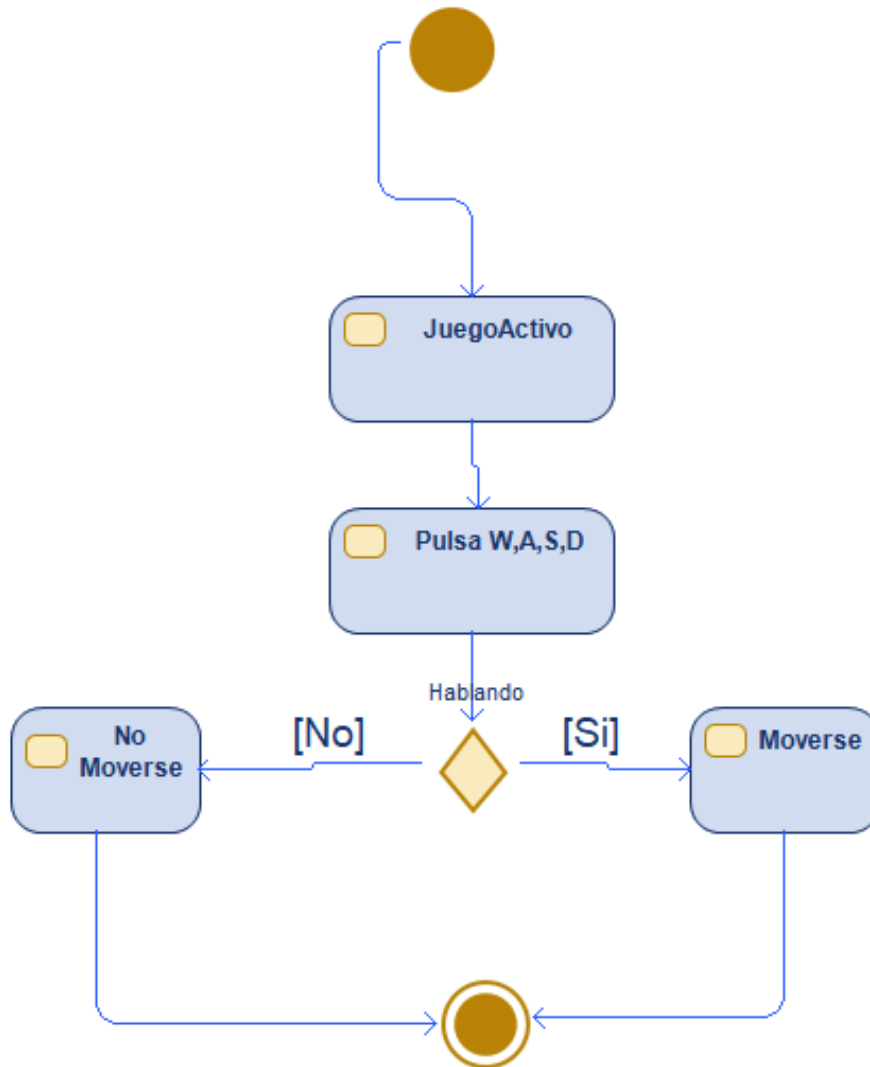 JuegoActivo
Pulsa W,A,S,D
Hablando
[No]
[Si]
No
Moverse
Moverse